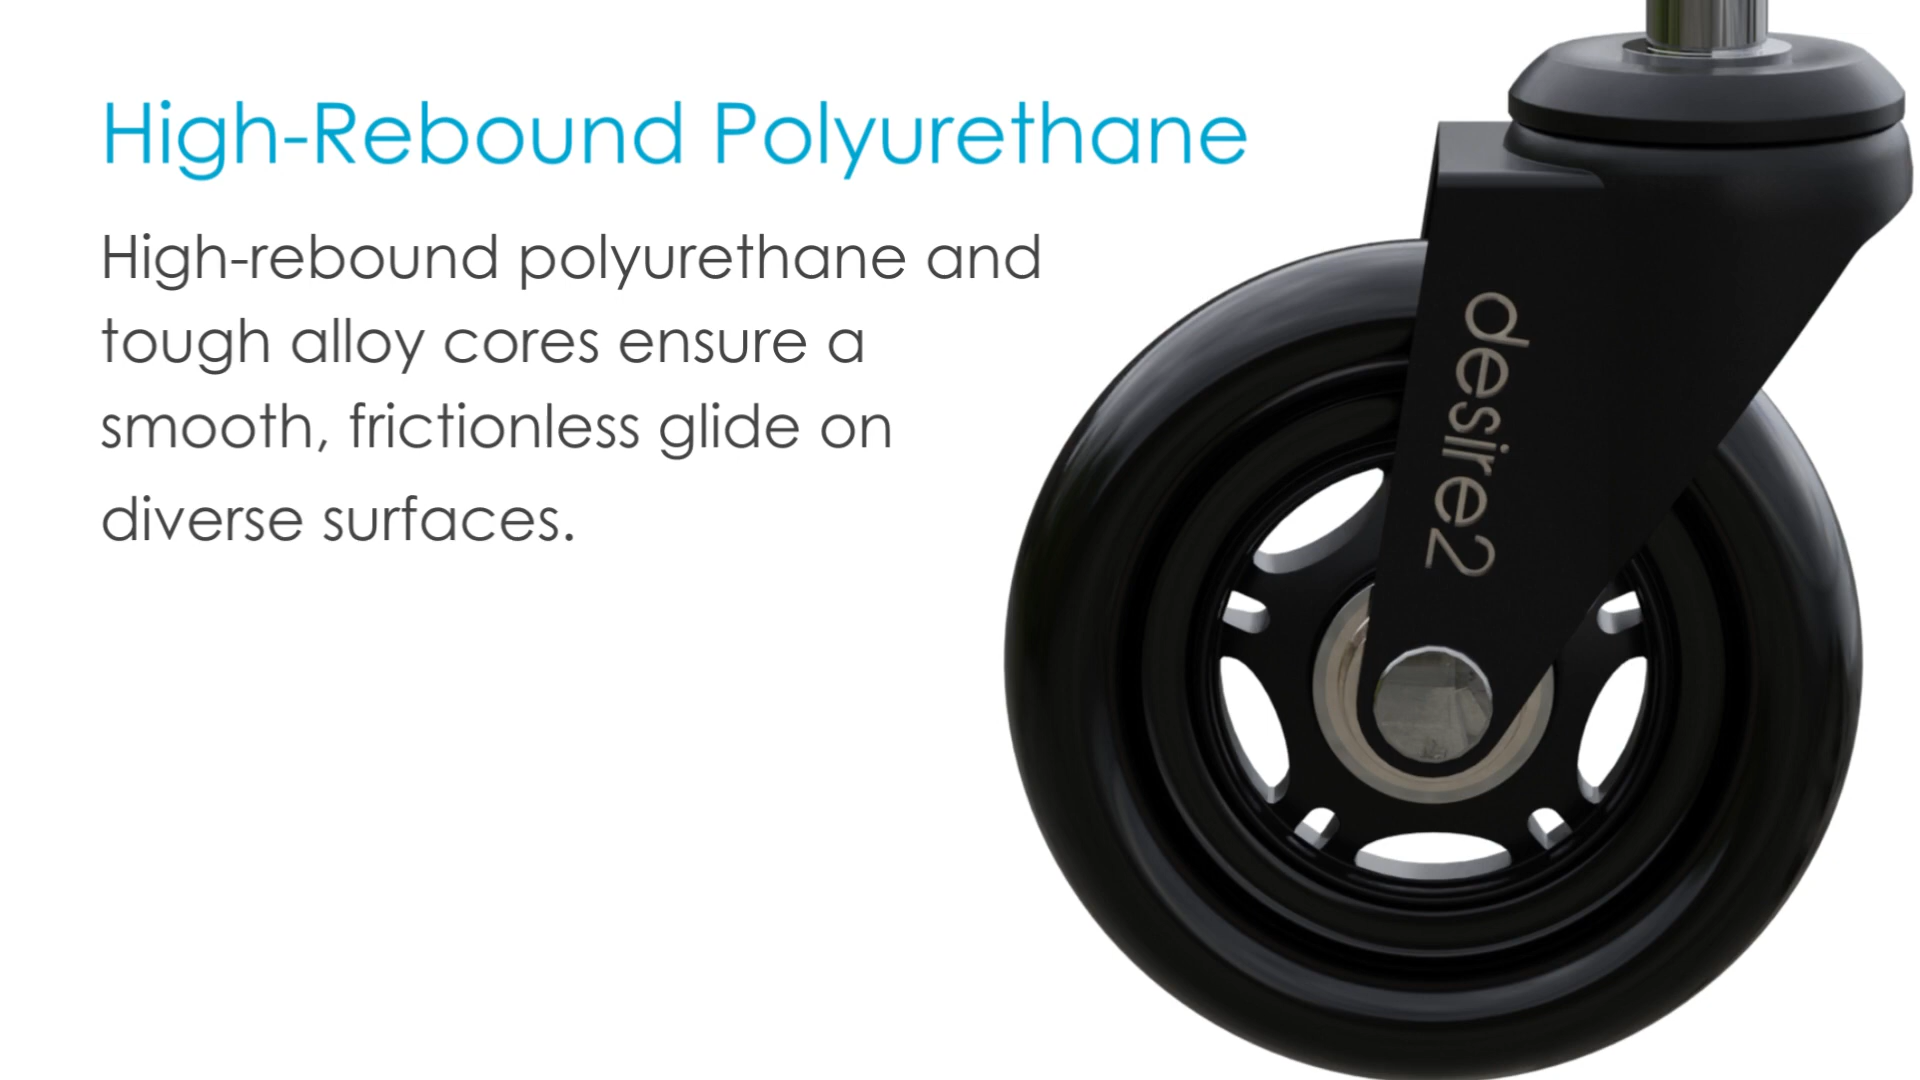 High-Rebound Polyurethane
High-rebound polyurethane and
tough alloy cores ensure a
smooth, frictionless glide on
diverse surfaces.
desire2